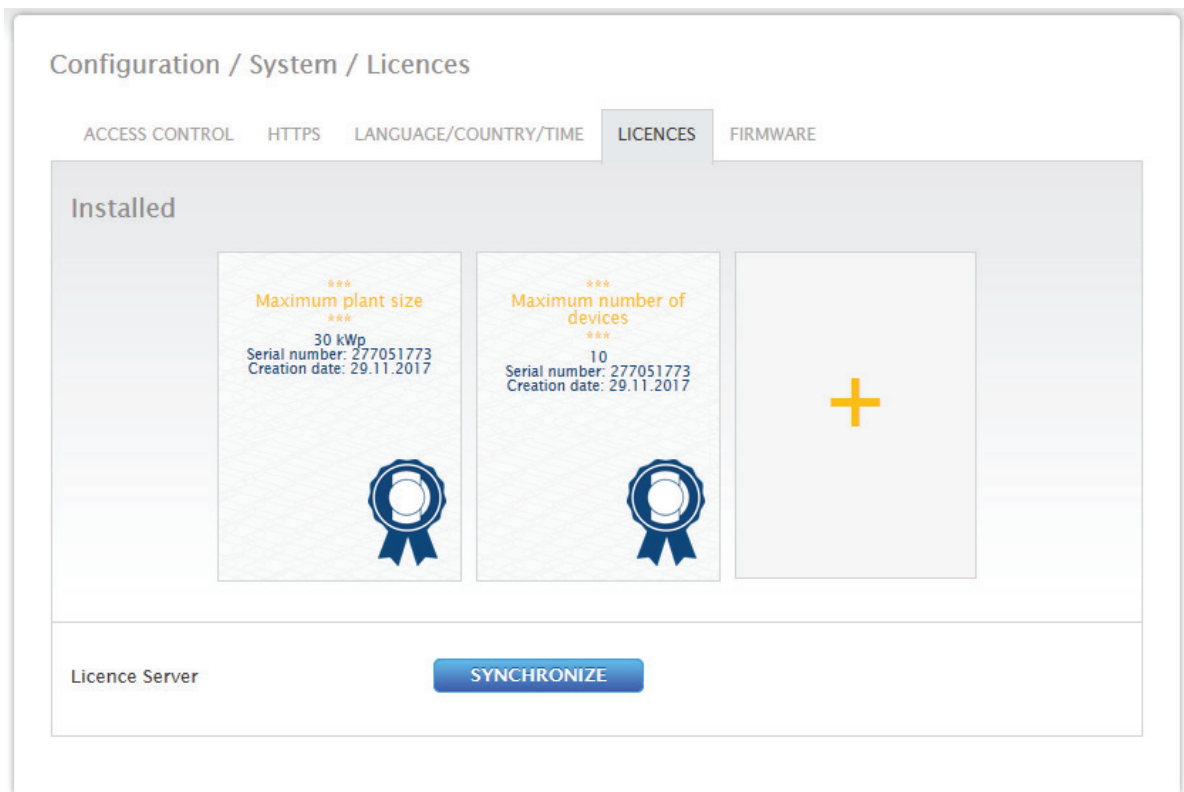 Configuration / System / Licences
ACCESS CONTROL HTTPS LANGUAGE/COUNTRY/TIME LICENCES FIRMWARE
Installed
***
Maximum plant size
***
30 kWp
Serial number: 277051773
Creation date: 29.11.2017
***
Maximum number of
devices
***
10
Serial number: 277051773
Creation date: 29.11.2017
+
Licence Server SYNCHRONIZE